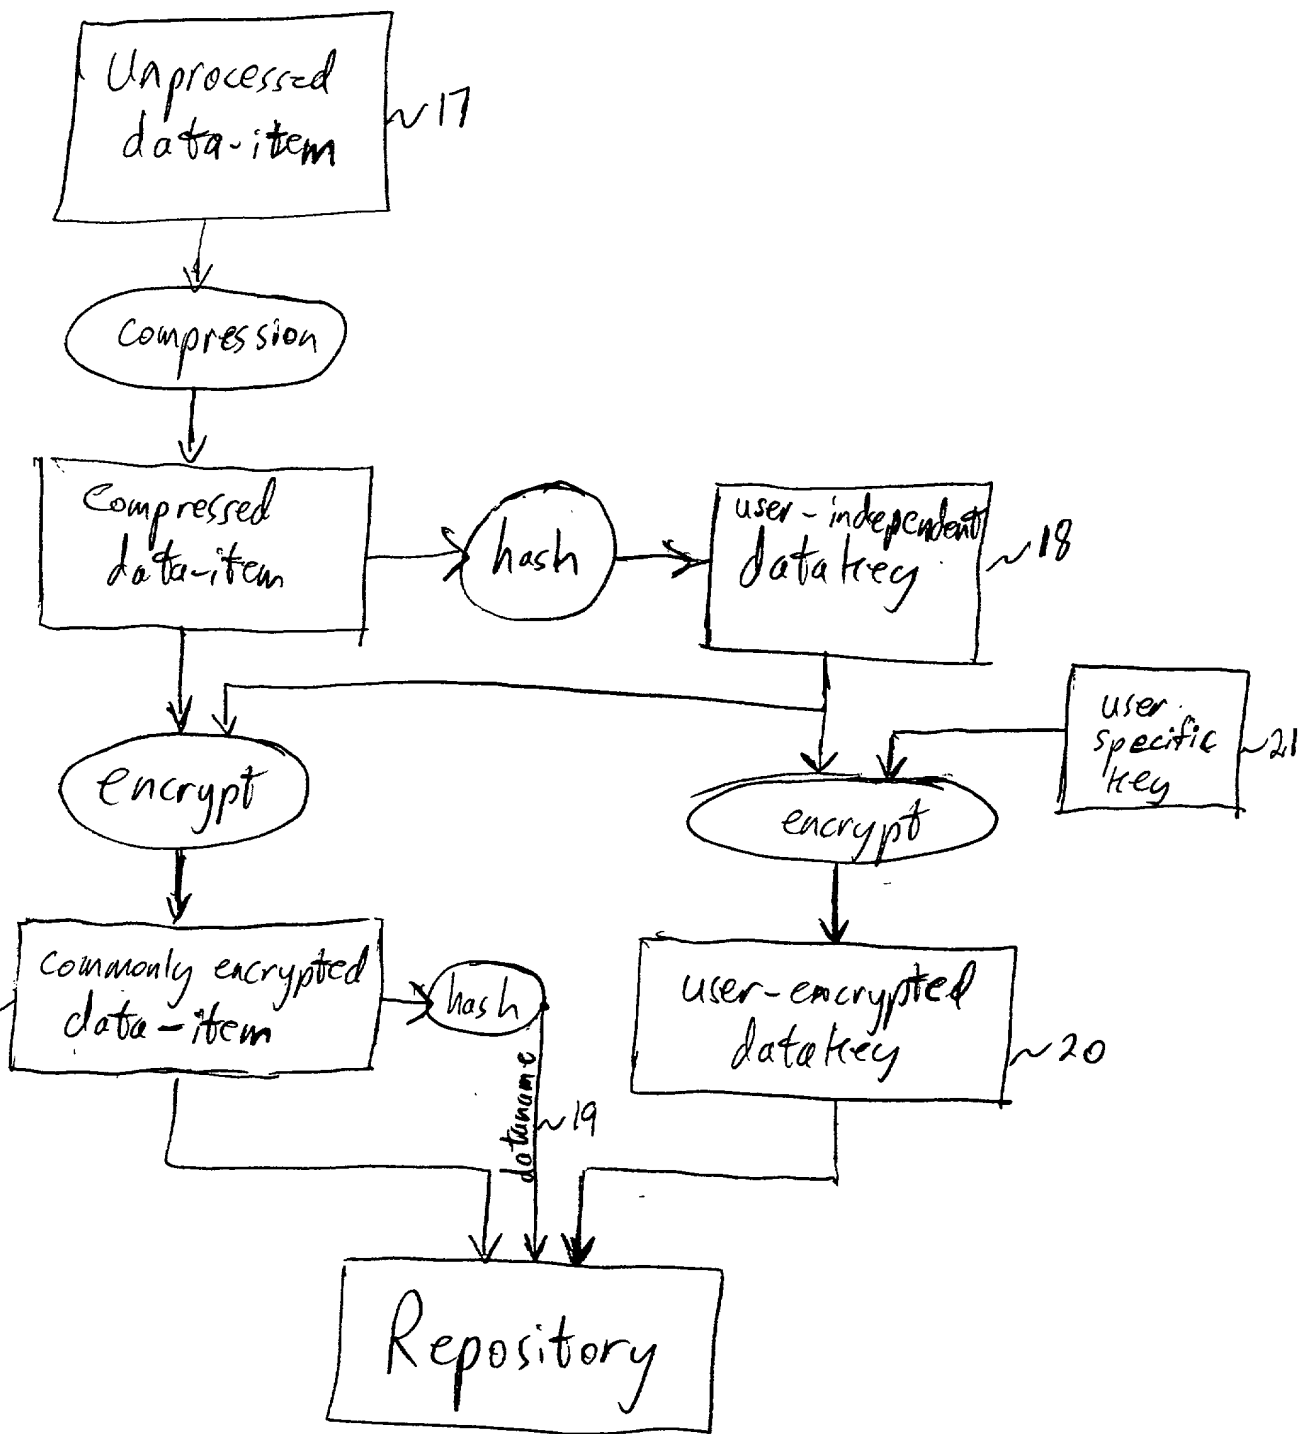 Unprocessed
data-item
~17
compression
Compressed
data-item
hash
user-independent
datakey
~18
user
specific
key
~21
encrypt
encrypt
commonly encrypted
data-item
hash
dataname
~19
user-encrypted
datakey
~20
Repository